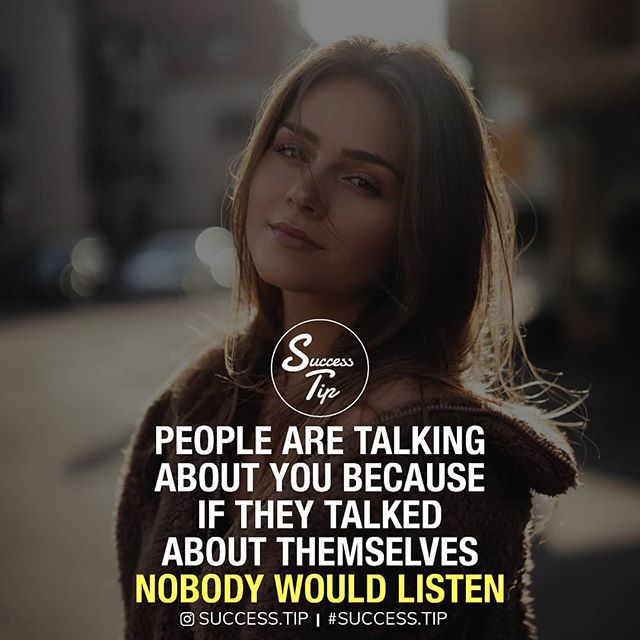 Success
Tip
PEOPLE ARE TALKING
ABOUT YOU BECAUSE
IF THEY TALKED
ABOUT THEMSELVES
NOBODY WOULD LISTEN
SUCCESS.TIP | #SUCCESS.TIP